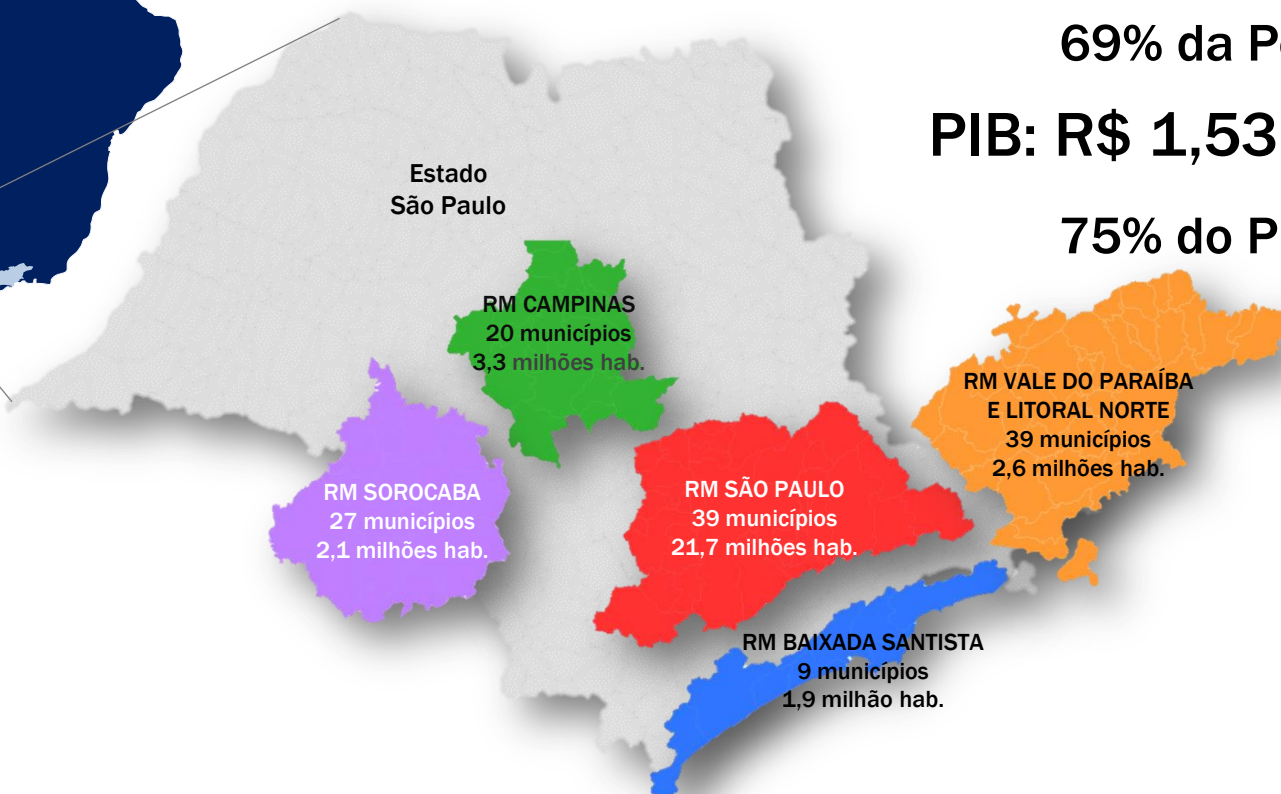 69% da
PIB: R$ 1,53
75% do
Estado
São Paulo
RM CAMPINAS
20 municípios
3,3 milhões hab.
RM VALE DO PARAÍBA
E LITORAL NORTE
39 municípios
2,6 milhões hab.
RM SOROCABA
27 municípios
2,1 milhões hab.
RM SÃO PAULO
39 municípios
21,7 milhões hab.
RM BAIXADA SANTISTA
9 municípios
1,9 milhão hab.